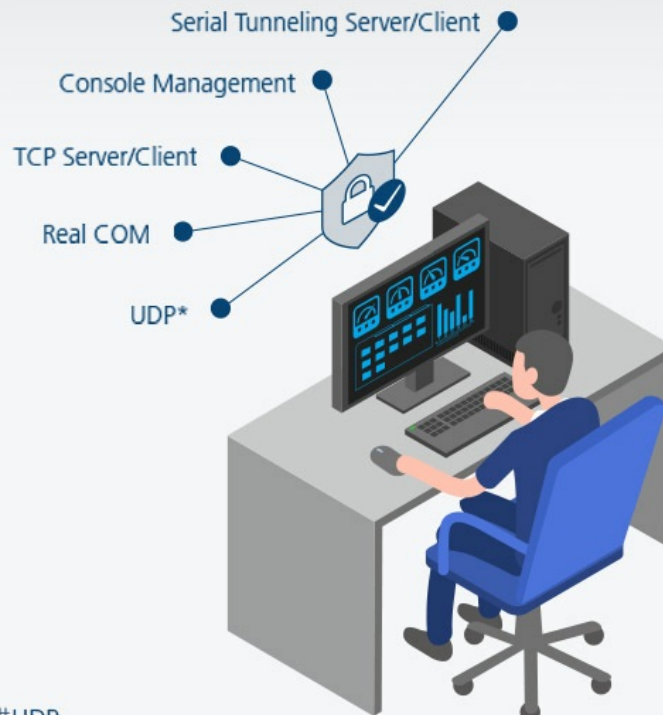 Serial Tunneling Server/Client
Console Management
TCP Server/Client
Real COM
UDP*